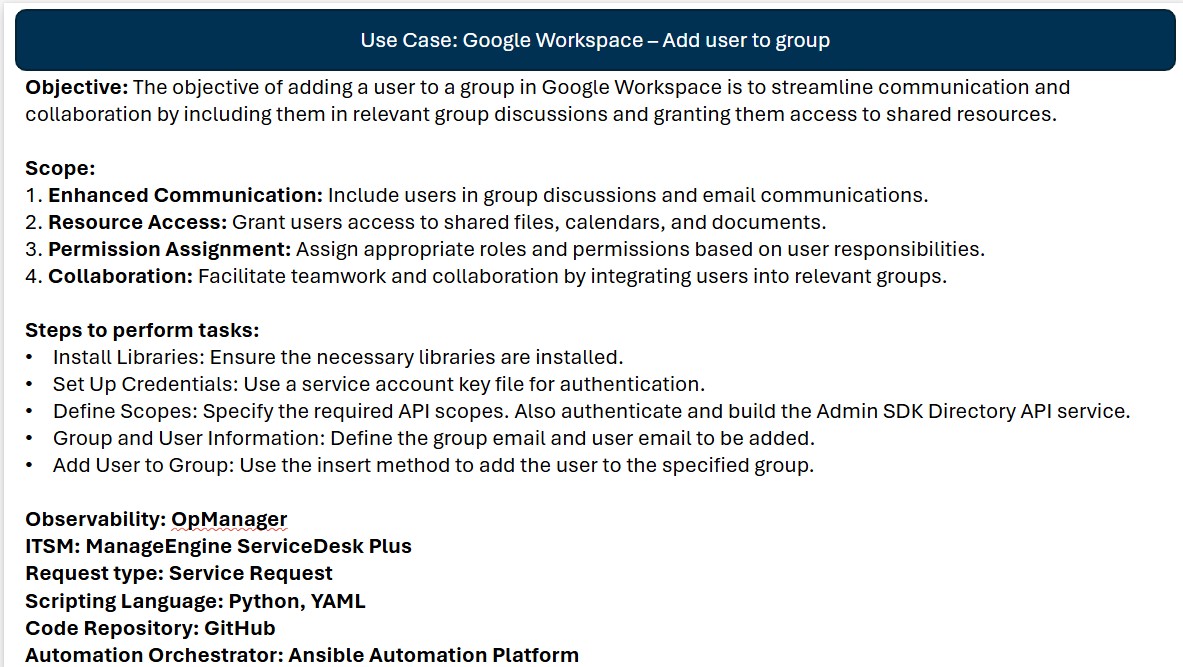 Use Case: Google Workspace – Add user to group
Objective: The objective of adding a user to a group in Google Workspace is to streamline communication and
collaboration by including them in relevant group discussions and granting them access to shared resources.
Scope:
1. Enhanced Communication: Include users in group discussions and email communications.
2. Resource Access: Grant users access to shared files, calendars, and documents.
3. Permission Assignment: Assign appropriate roles and permissions based on user responsibilities.
4. Collaboration: Facilitate teamwork and collaboration by integrating users into relevant groups.
Steps to perform tasks:
• Install Libraries: Ensure the necessary libraries are installed.
• Set Up Credentials: Use a service account key file for authentication.
• Define Scopes: Specify the required API scopes. Also authenticate and build the Admin SDK Directory API service.
• Group and User Information: Define the group email and user email to be added.
• Add User to Group: Use the insert method to add the user to the specified group.
Observability: OpManager
ITSM: ManageEngine ServiceDesk Plus
Request type: Service Request
Scripting Language: Python, YAML
Code Repository: GitHub
Automation Orchestrator: Ansible Automation Platform